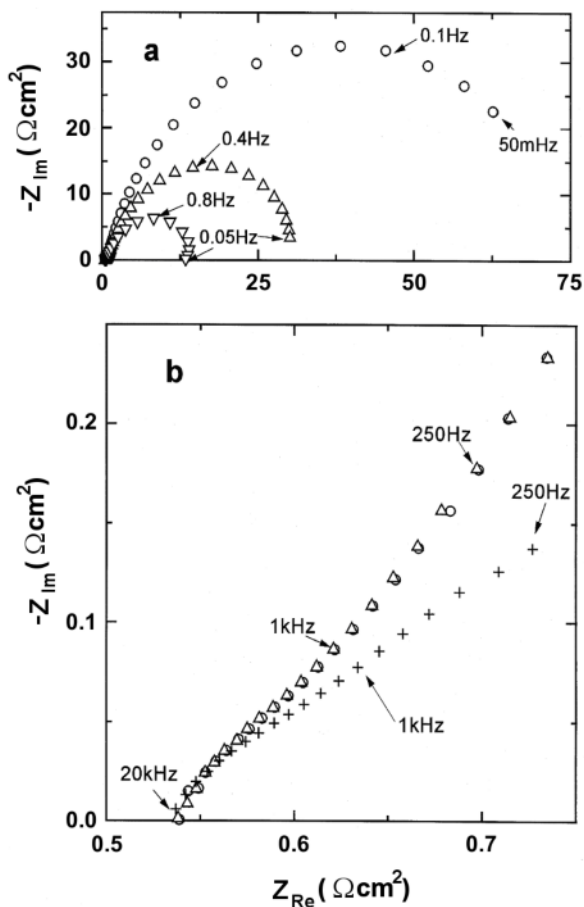 a
-Z_Im (Ωcm²)
30
20
10
0
0.1Hz
50mHz
0.4Hz
0.8Hz
0.05Hz
0 25 50 75
b
-Z_Im (Ωcm²)
0.2
0.1
0.0
250Hz
250Hz
1kHz
1kHz
20kHz
0.5 0.6 0.7
Z_Re (Ωcm²)